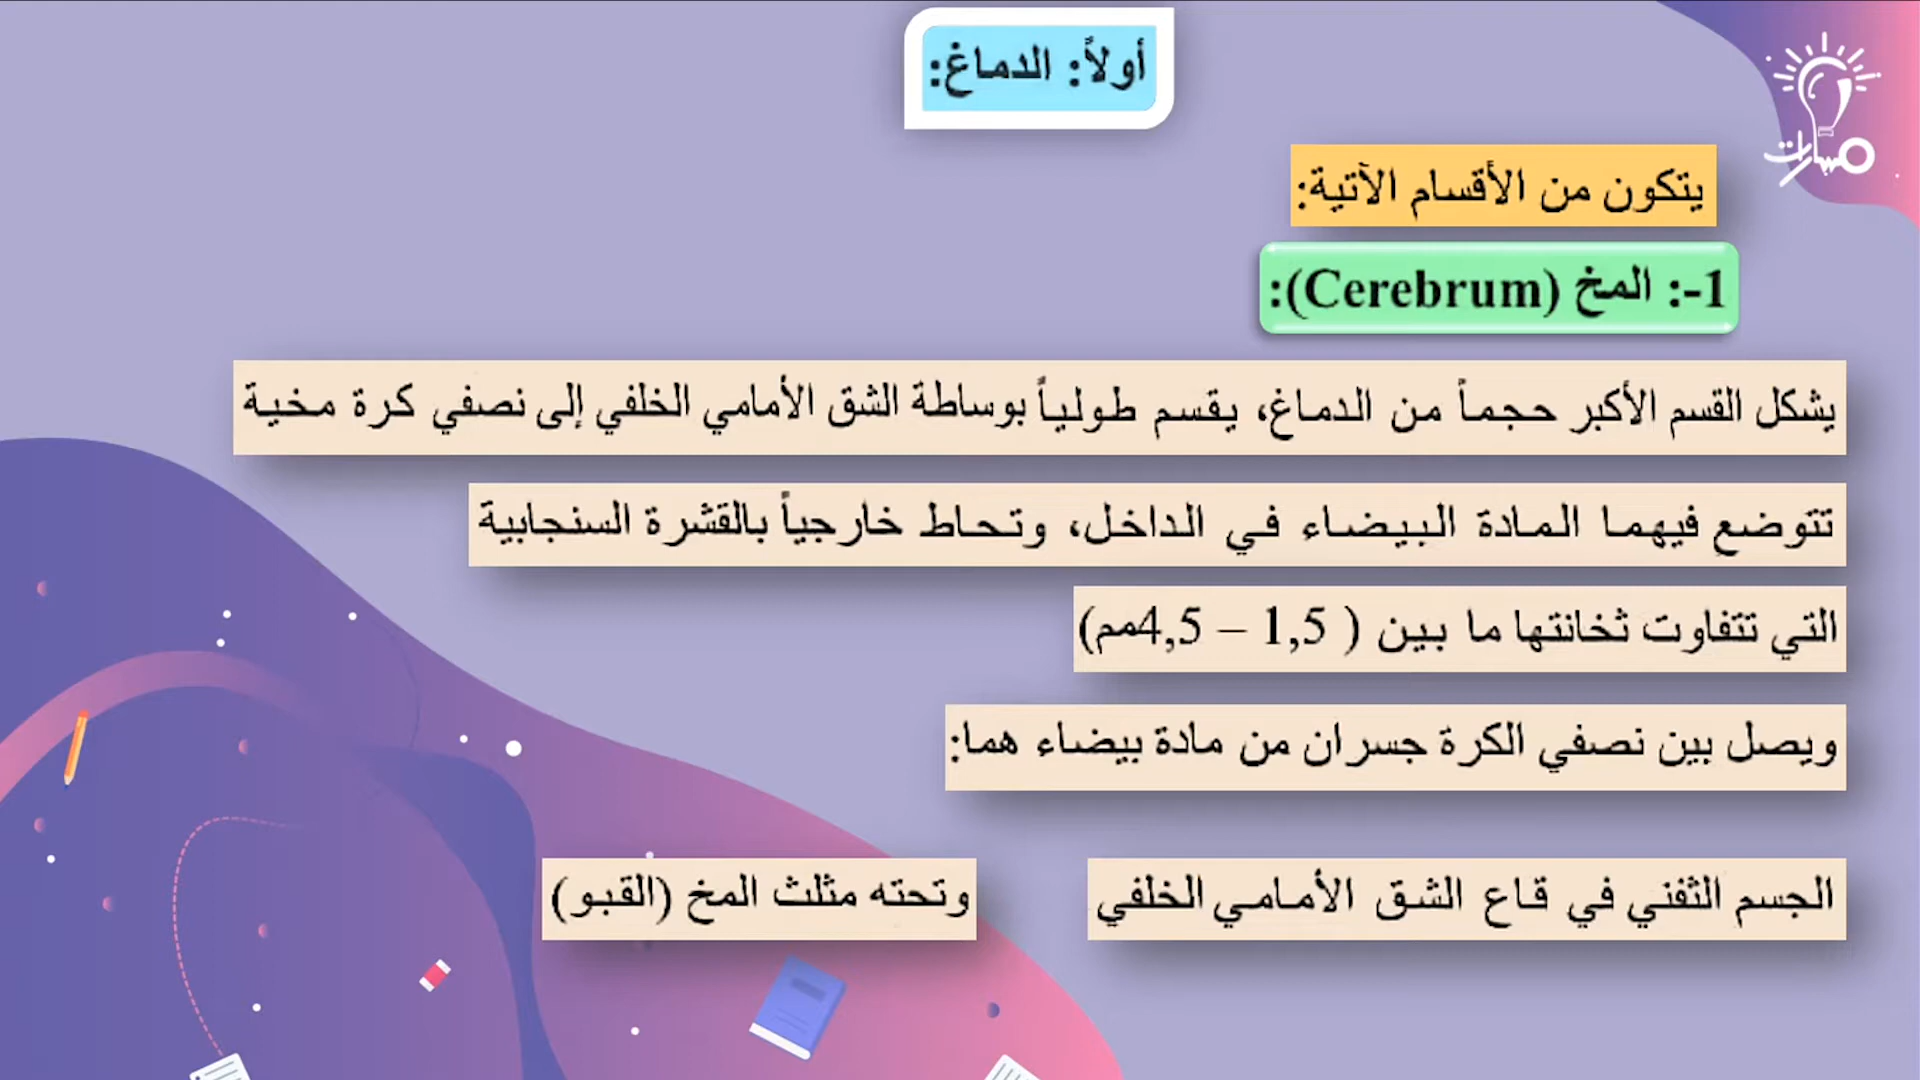 مسارات
أولاً: الدماغ:
يتكون من الأقسام الآتية:
1-: المخ (Cerebrum):
يشكل القسم الأكبر حجماً من الدماغ، يقسم طولياً بوساطة الشق الأمامي الخلفي إلى نصفي كرة مخية
تتوضع فيهما المادة البيضاء في الداخل، وتحاط خارجياً بالقشرة السنجابية
التي تتفاوت ثخانتها ما بين ( 1,5 – 4,5مم)
ويصل بين نصفي الكرة جسران من مادة بيضاء هما:
الجسم الثفني في قاع الشق الأمامي الخلفي
وتحته مثلث المخ (القبو)